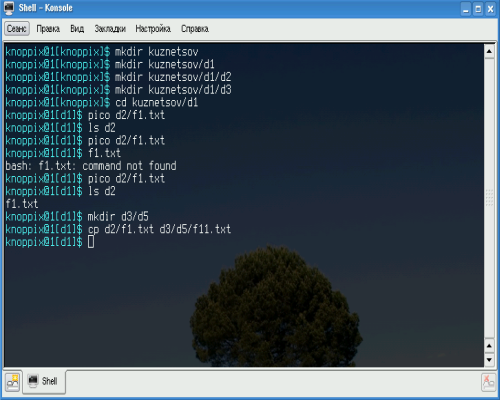 Shell - Konsole
Сеанс Правка Вид Закладки Настройка Справка
knoppix@1[knoppix]$ mkdir kuznetsov
knoppix@1[knoppix]$ mkdir kuznetsov/d1
knoppix@1[knoppix]$ mkdir kuznetsov/d1/d2
knoppix@1[knoppix]$ mkdir kuznetsov/d1/d3
knoppix@1[knoppix]$ cd kuznetsov/d1
knoppix@1[d1]$ pico d2/f1.txt
knoppix@1[d1]$ ls d2
knoppix@1[d1]$ pico d2/f1.txt
knoppix@1[d1]$ f1.txt
bash: f1.txt: command not found
knoppix@1[d1]$ pico d2/f1.txt
knoppix@1[d1]$ ls d2
f1.txt
knoppix@1[d1]$ mkdir d3/d5
knoppix@1[d1]$ cp d2/f1.txt d3/d5/f11.txt
knoppix@1[d1]$
Shell